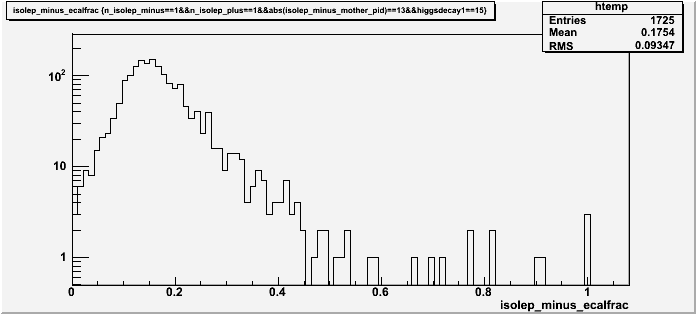 isolep_minus_ecalfrac {n_isolep_minus==1&&n_isolep_plus==1&&abs(isolep_minus_mother_pid)==13&&higgsdecay1==15}
htemp
Entries 1725
Mean 0.1754
RMS 0.09347
10²
10
1
0 0.2 0.4 0.6 0.8 1
isolep_minus_ecalfrac